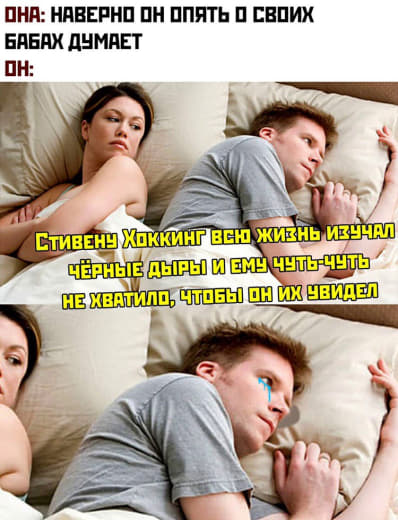 ОНА: НАВЕРНО ОН ОПЯТЬ О СВОИХ
БАБАХ ДУМАЕТ
ОН:
СТИВЕНУ ХОККИНГ ВСЮ ЖИЗНЬ ИЗУЧАЛ
ЧЁРНЫЕ ДЫРЫ И ЕМУ ЧУТЬ-ЧУТЬ
НЕ ХВАТИЛО, ЧТОБЫ ОН ИХ УВИДЕЛ